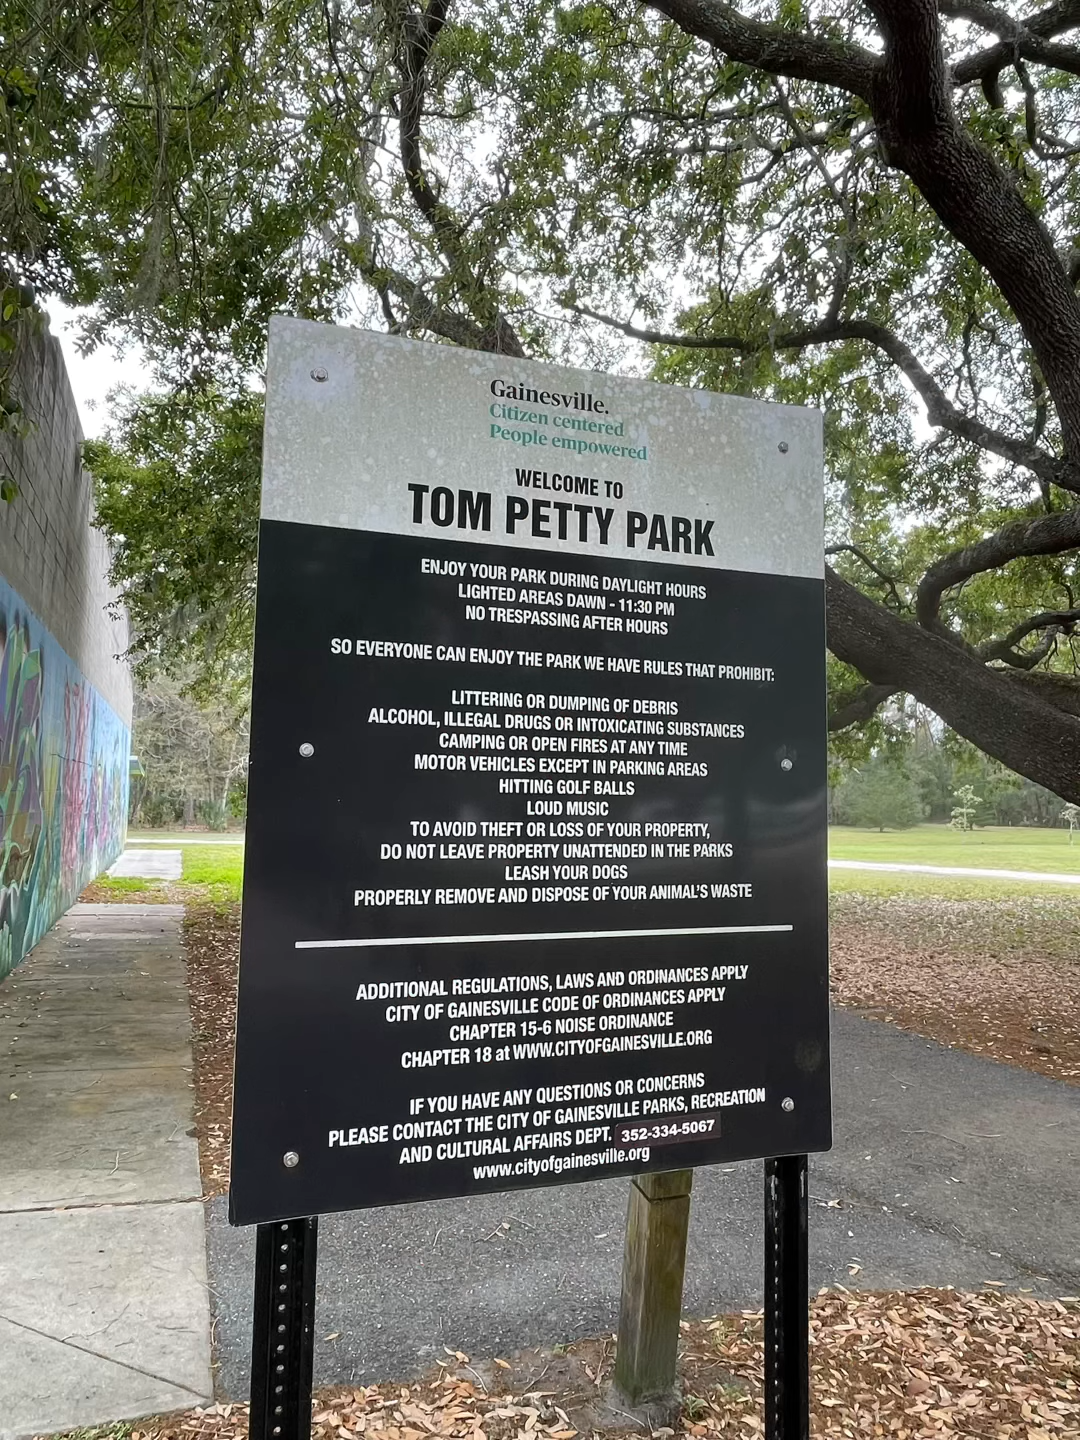 Gainesville.
Citizen centered
People empowered
WELCOME TO
TOM PETTY PARK
ENJOY YOUR PARK DURING DAYLIGHT HOURS
LIGHTED AREAS DAWN - 11:30 PM
NO TRESPASSING AFTER HOURS
SO EVERYONE CAN ENJOY THE PARK WE HAVE RULES THAT PROHIBIT:
LITTERING OR DUMPING OF DEBRIS
ALCOHOL, ILLEGAL DRUGS OR INTOXICATING SUBSTANCES
CAMPING OR OPEN FIRES AT ANY TIME
MOTOR VEHICLES EXCEPT IN PARKING AREAS
HITTING GOLF BALLS
LOUD MUSIC
TO AVOID THEFT OR LOSS OF YOUR PROPERTY,
DO NOT LEAVE PROPERTY UNATTENDED IN THE PARKS
LEASH YOUR DOGS
PROPERLY REMOVE AND DISPOSE OF YOUR ANIMAL'S WASTE
ADDITIONAL REGULATIONS, LAWS AND ORDINANCES APPLY
CITY OF GAINESVILLE CODE OF ORDINANCES APPLY
CHAPTER 15-6 NOISE ORDINANCE
CHAPTER 18 at WWW.CITYOFGAINESVILLE.ORG
IF YOU HAVE ANY QUESTIONS OR CONCERNS
PLEASE CONTACT THE CITY OF GAINESVILLE PARKS, RECREATION
AND CULTURAL AFFAIRS DEPT. 352-334-5067
www.cityofgainesville.org